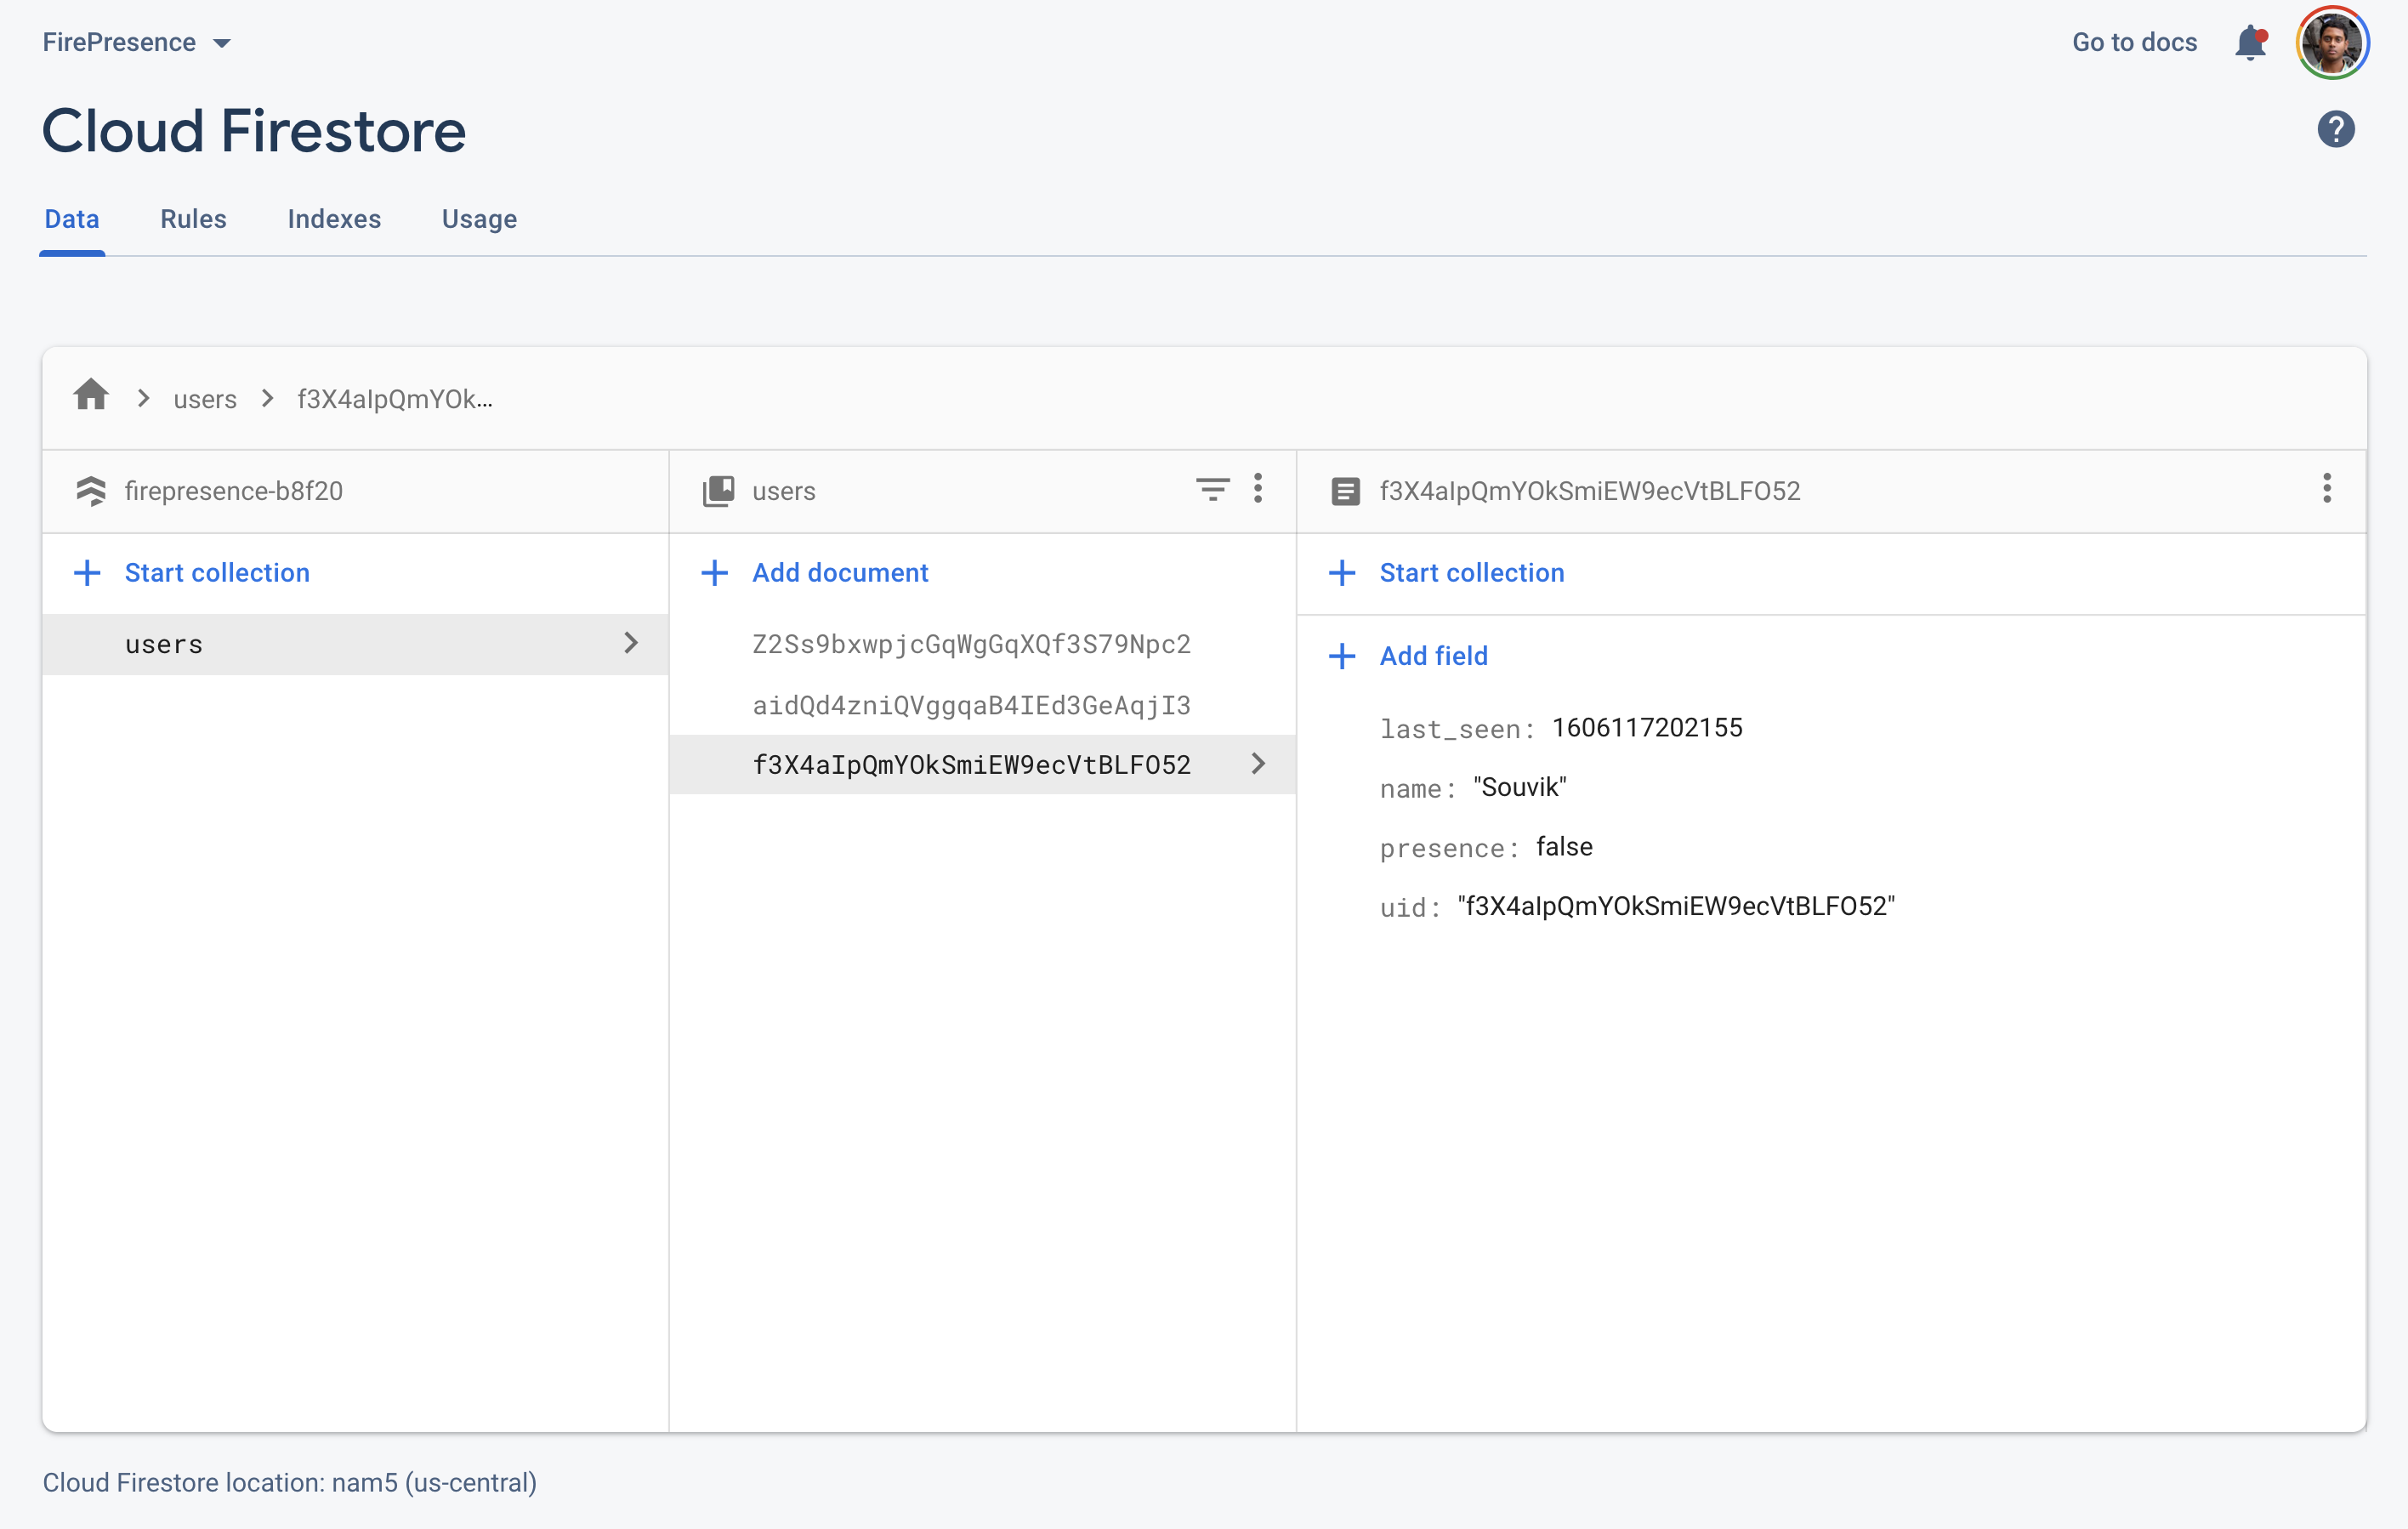 FirePresence
Go to docs
Cloud Firestore
?
Data Rules Indexes Usage
users f3X4aIpQmYOk...
firepresence-b8f20
Start collection
users
users
Add document
Z2Ss9bxwpjcGqWgGqXQf3S79Npc2
aidQd4zniQVggqaB4IEd3GeAqjI3
f3X4aIpQmYOkSmiEW9ecVtBLFO52
f3X4aIpQmYOkSmiEW9ecVtBLFO52
Start collection
Add field
last_seen: 1606117202155
name: "Souvik"
presence: false
uid: "f3X4aIpQmYOkSmiEW9ecVtBLFO52"
Cloud Firestore location: nam5 (us-central)